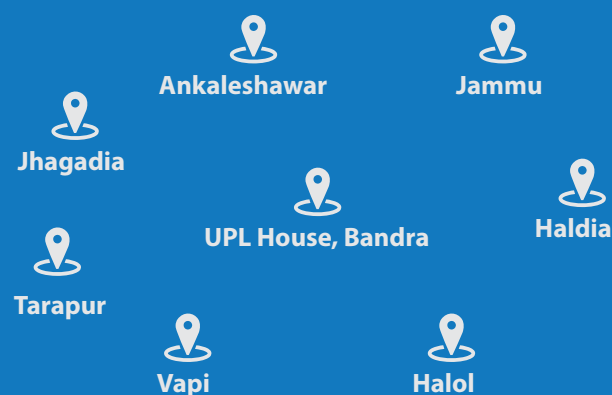 Ankaleshawar
Jammu
Jhagadia
UPL House, Bandra
Haldia
Tarapur
Vapi
Halol